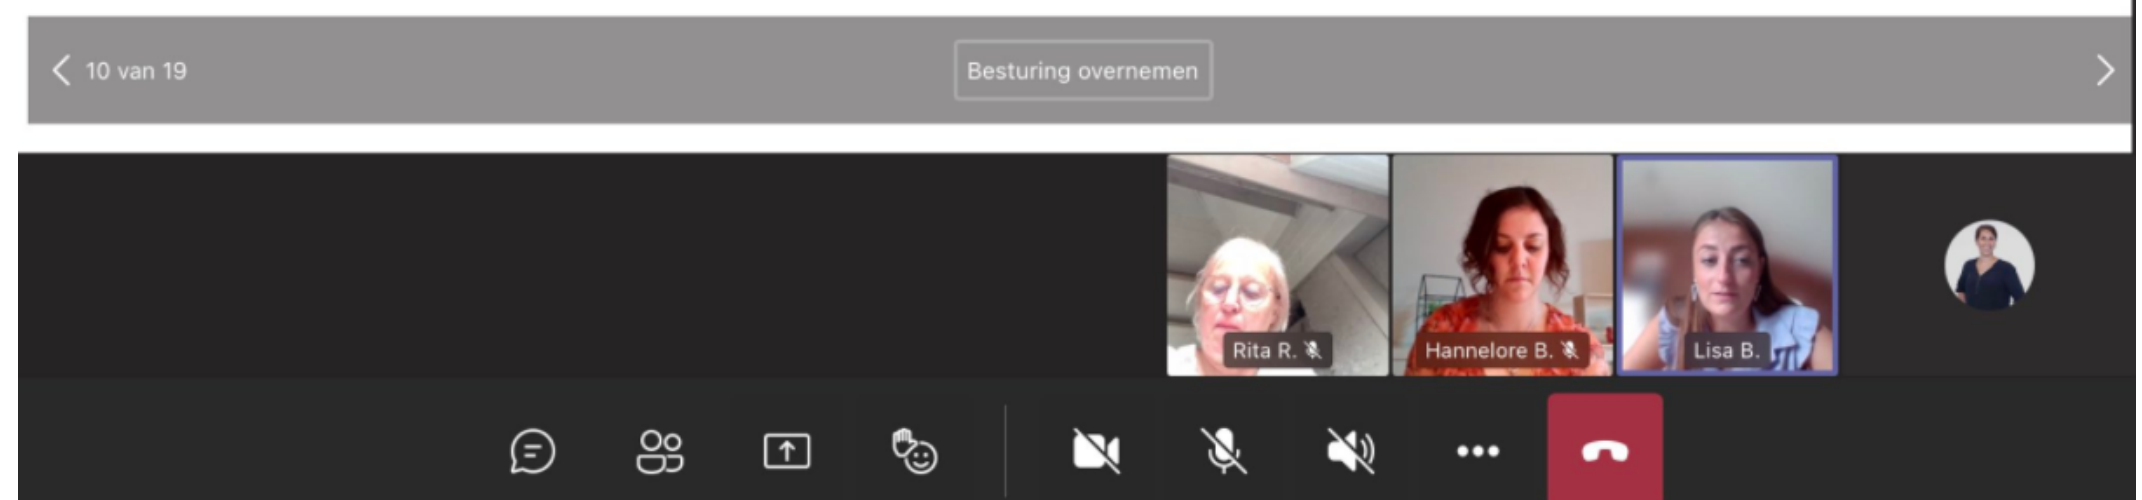 10 van 19
Besturing overnemen
Rita R.
Hannelore B.
Lisa B.